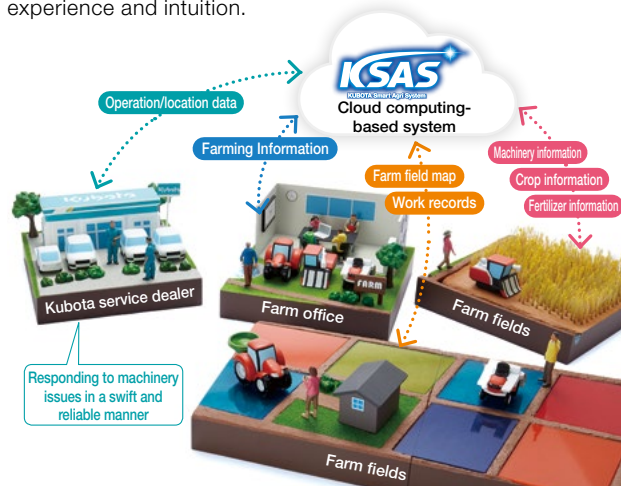 experience and intuition.
KSAS
KUBOTA Smart Agri System
Cloud computing-
based system
Operation/location data
Farming Information
Machinery information
Farm field map
Crop information
Work records
Fertilizer information
Kubota
Kubota service dealer
FARM
Farm office
Farm fields
Responding to machinery
issues in a swift and
reliable manner
Farm fields